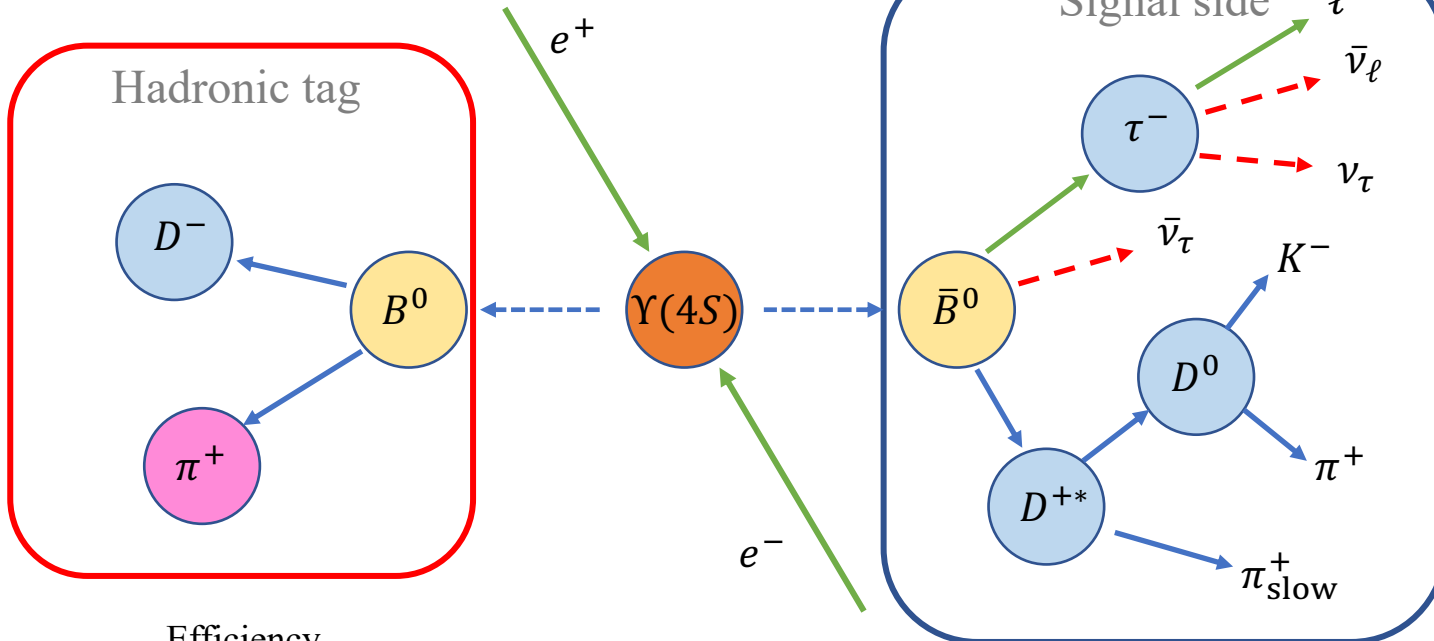 Signal side
e⁺
ν̄_ℓ
Hadronic tag
τ⁻
ν_τ
D⁻
ν̄_τ
K⁻
B⁰
Υ(4S)
B̄⁰
D⁰
π⁺
π⁺
D⁺*
e⁻
π⁺_slow
Efficiency